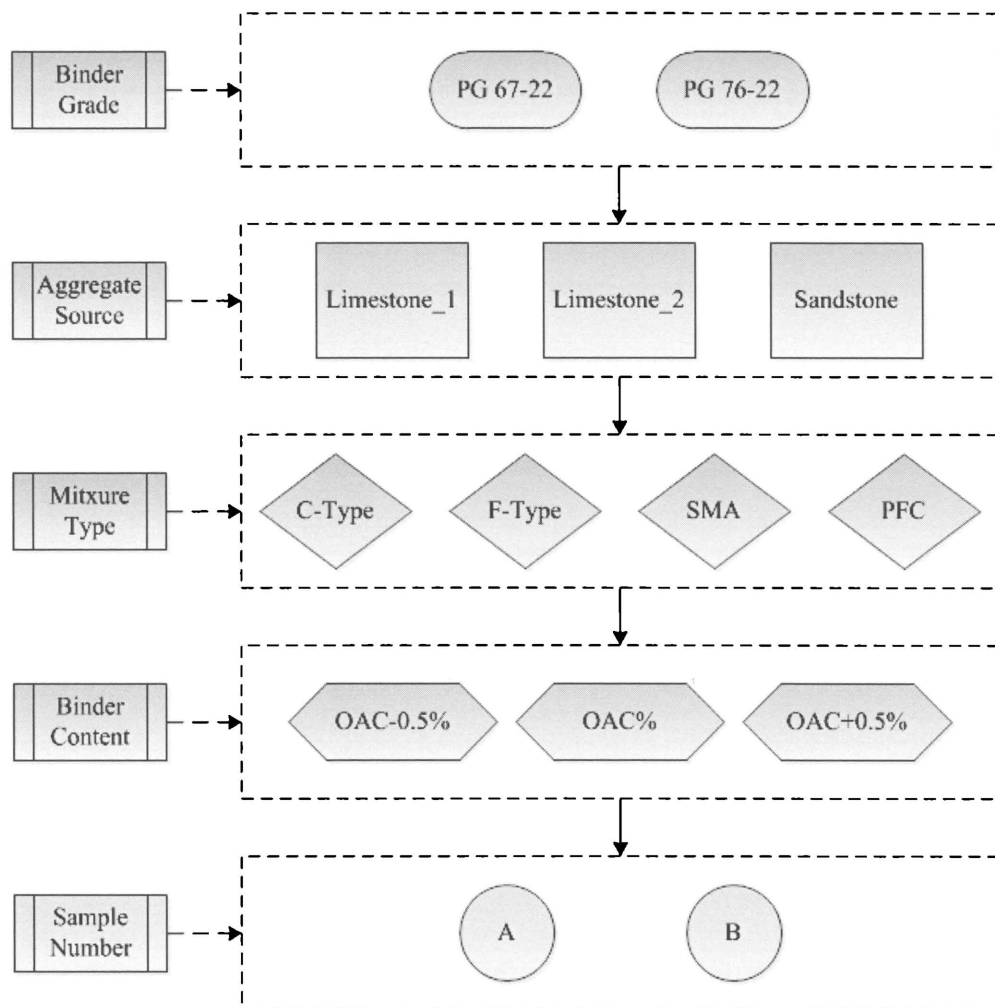 Binder
Grade
PG 67-22
PG 76-22
Aggregate
Source
Limestone_1
Limestone_2
Sandstone
Mitxure
Type
C-Type
F-Type
SMA
PFC
Binder
Content
OAC-0.5%
OAC%
OAC+0.5%
Sample
Number
A
B